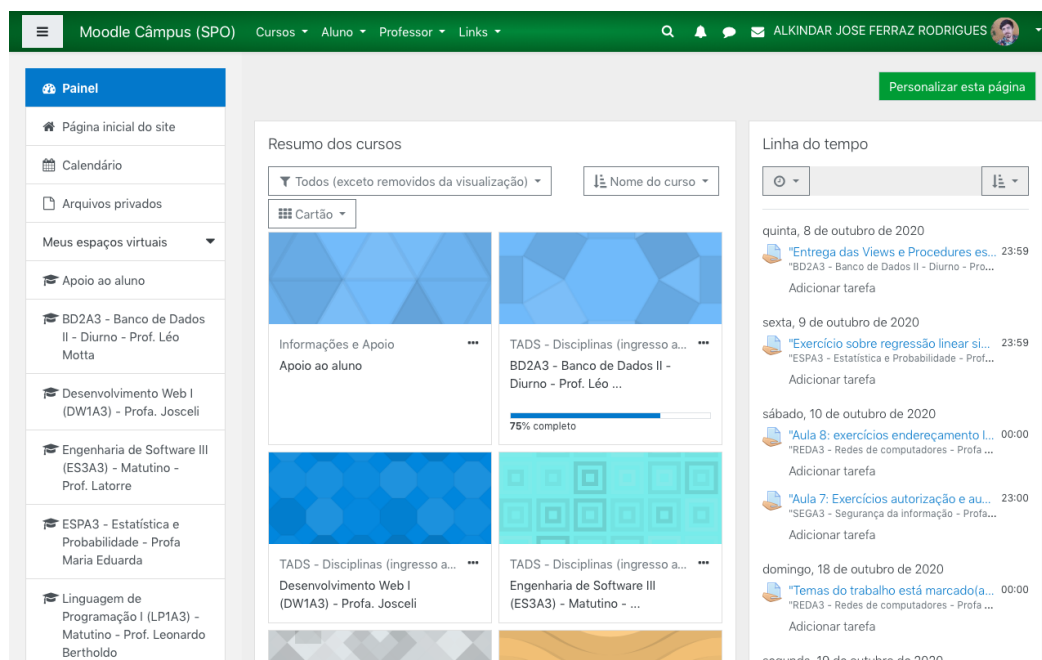 Moodle Câmpus (SPO) Cursos Aluno Professor Links ALKINDAR JOSE FERRAZ RODRIGUES
Painel
Página inicial do site
Calendário
Arquivos privados
Meus espaços virtuais
Apoio ao aluno
BD2A3 - Banco de Dados
II - Diurno - Prof. Léo
Motta
Desenvolvimento Web I
(DW1A3) - Profa. Josceli
Engenharia de Software III
(ES3A3) - Matutino -
Prof. Latorre
ESPA3 - Estatística e
Probabilidade - Profa
Maria Eduarda
Linguagem de
Programação I (LP1A3) -
Matutino - Prof. Leonardo
Bertholdo
Personalizar esta página
Resumo dos cursos
Todos (exceto removidos da visualização) Nome do curso
Cartão
Informações e Apoio
Apoio ao aluno
TADS - Disciplinas (ingresso a...
BD2A3 - Banco de Dados II -
Diurno - Prof. Léo ...
75% completo
TADS - Disciplinas (ingresso a...
Desenvolvimento Web I
(DW1A3) - Profa. Josceli
TADS - Disciplinas (ingresso a...
Engenharia de Software III
(ES3A3) - Matutino - ...
Linha do tempo
quinta, 8 de outubro de 2020
"Entrega das Views e Procedures es... 23:59
"BD2A3 - Banco de Dados II - Diurno - Pro...
Adicionar tarefa
sexta, 9 de outubro de 2020
"Exercício sobre regressão linear si... 23:59
"ESPA3 - Estatística e Probabilidade - Prof...
Adicionar tarefa
sábado, 10 de outubro de 2020
"Aula 8: exercícios endereçamento I... 00:00
"REDA3 - Redes de computadores - Profa ...
Adicionar tarefa
"Aula 7: Exercícios autorização e au... 23:00
"SEGA3 - Segurança da informação - Profa...
Adicionar tarefa
domingo, 18 de outubro de 2020
"Temas do trabalho está marcado(a... 00:00
"REDA3 - Redes de computadores - Profa ...
Adicionar tarefa
segunda, 19 de outubro de 2020